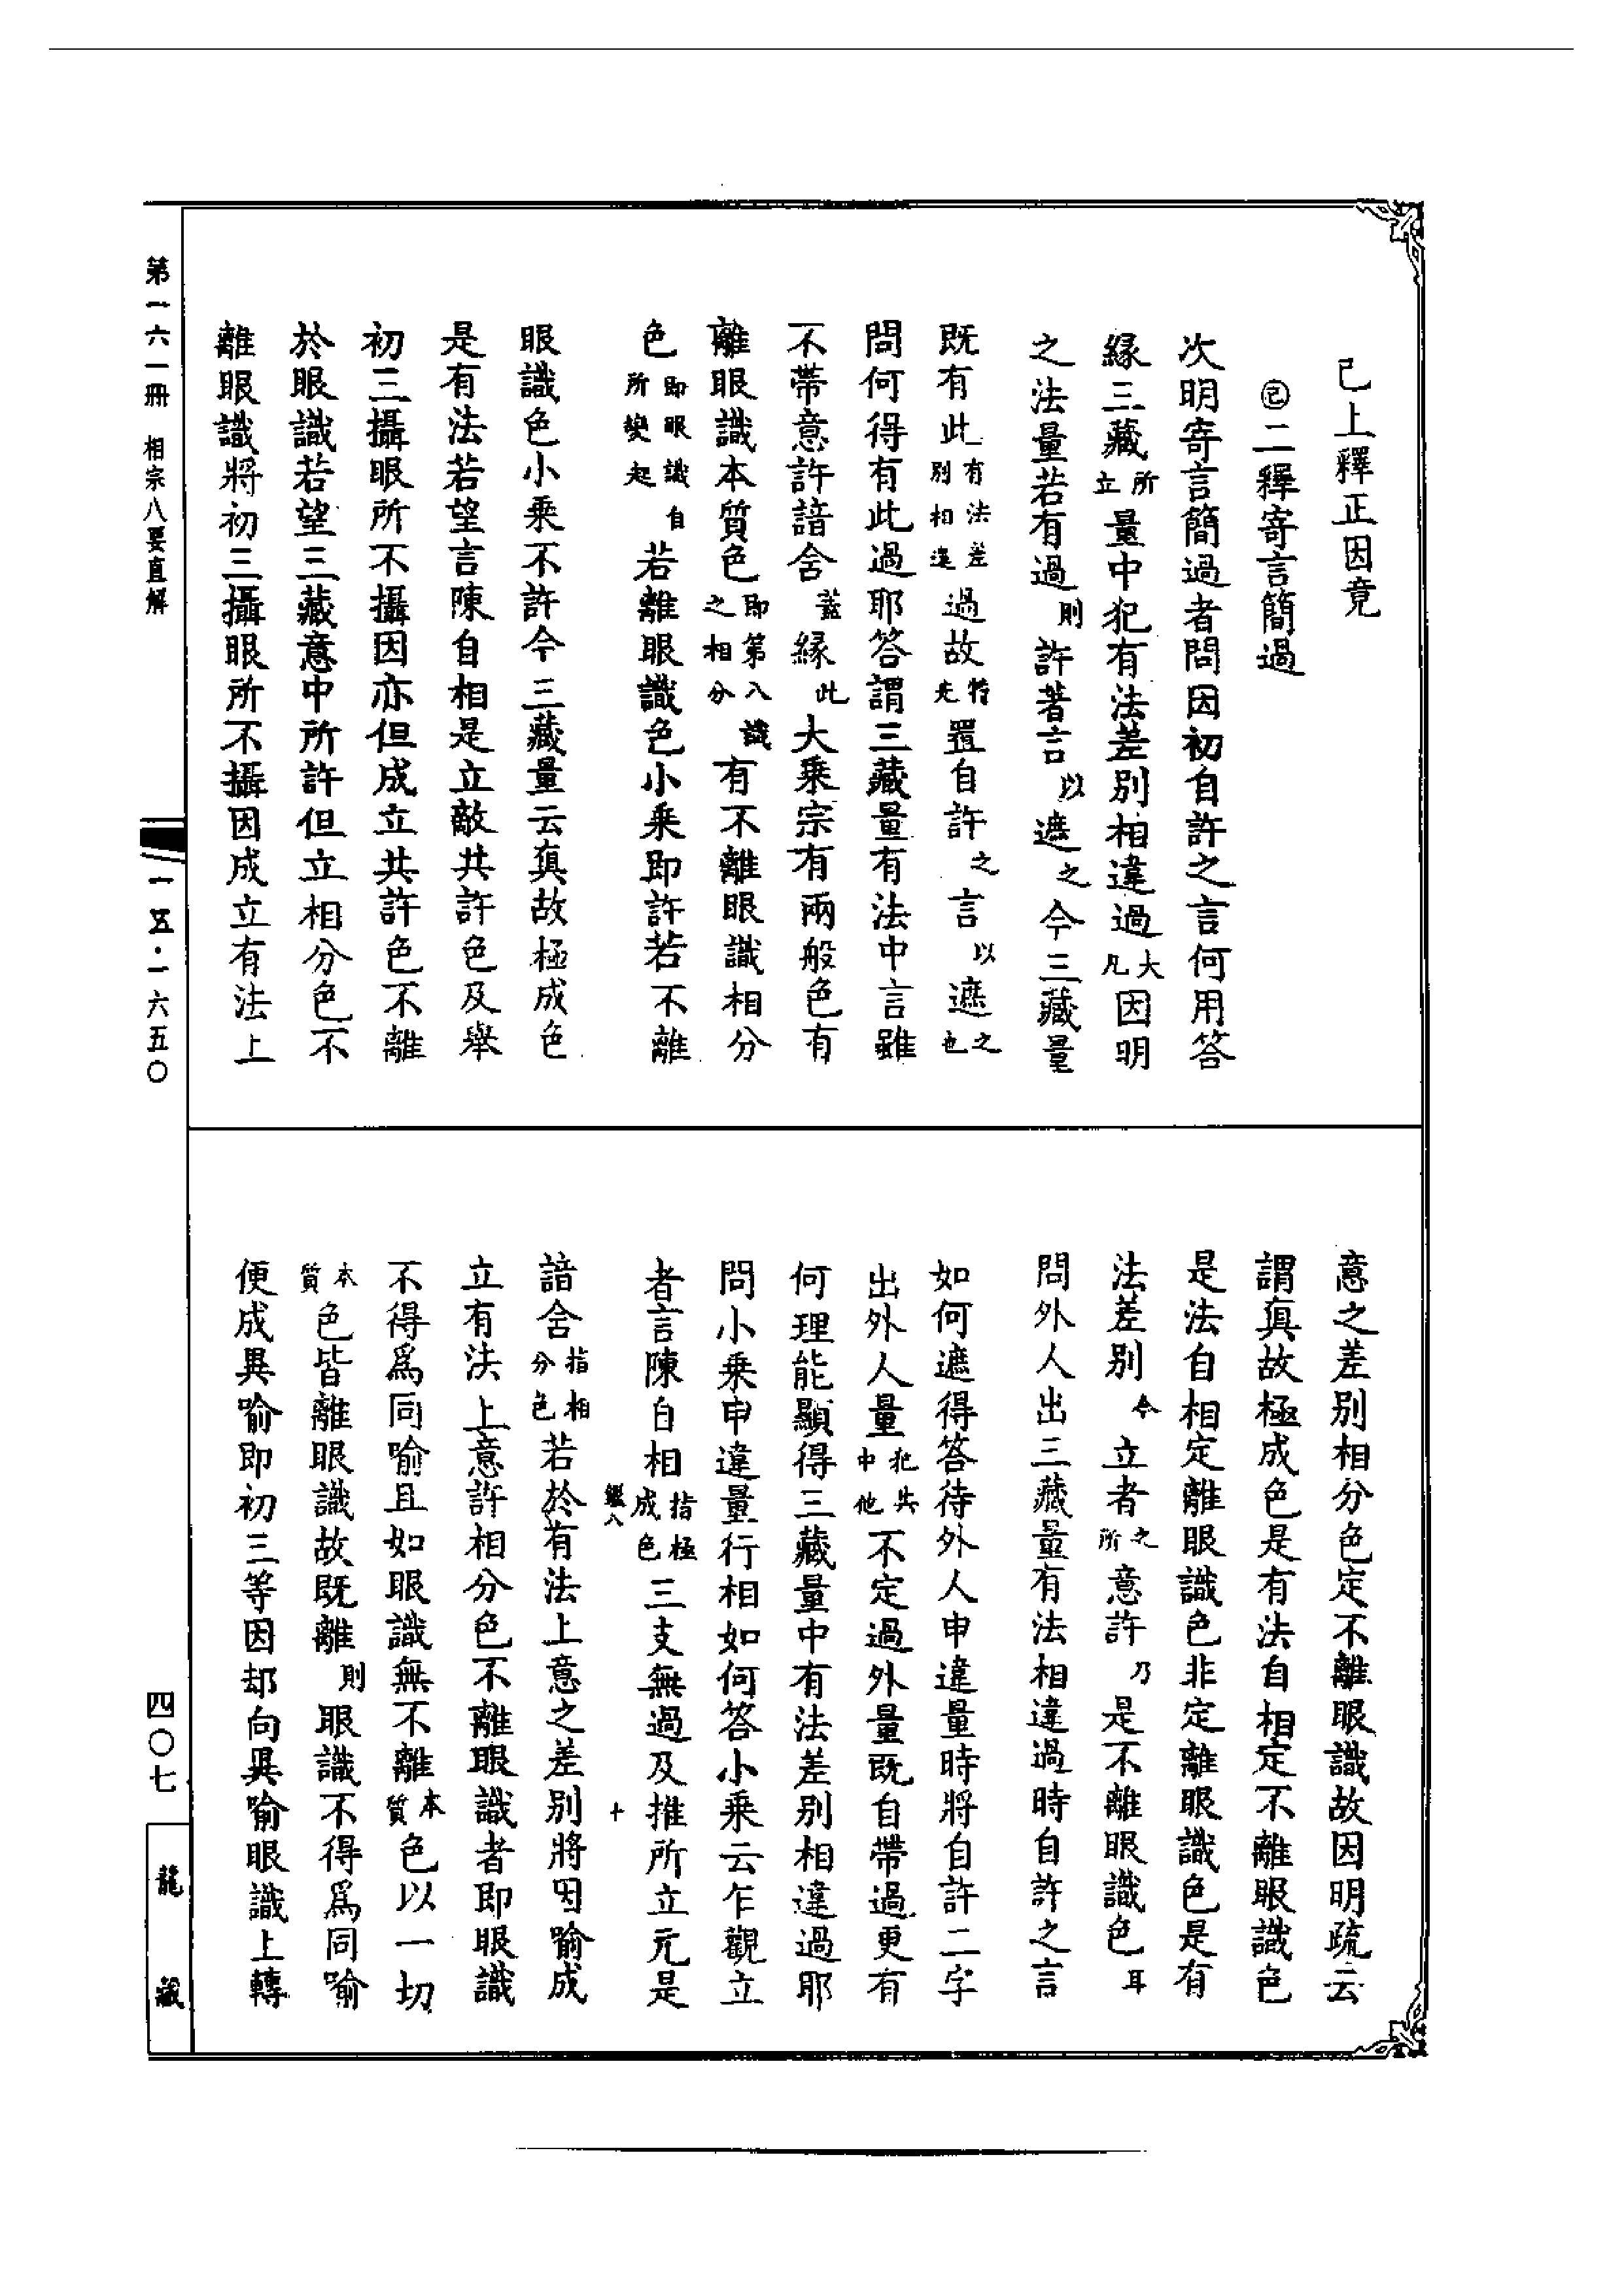 已上釋正因竟
㊂二釋寄言簡過
次明寄言簡過者問因初自許之言何用答
緣三藏所立量中犯有法差別相違過大凡因明
之法量若有過則許著言以遮之今三藏量
既有此有法差別相違過故特先置自許之言以遮之也
問何得有此過耶答謂三藏量有法中言雖
不帶意許諳含葢緣此大乘宗有兩般色有
離眼識本質色即第八識之相分有不離眼識相分
色即眼識自所變起若離眼識色小乘即許若不離
眼識色小乘不許今三藏量云眞故極成色
是有法若望言陳自相是立敵共許色及舉
初三攝眼所不攝因亦但成立共許色不離
於眼識若望三藏意中所許但立相分色不
離眼識將初三攝眼所不攝因成立有法上
意之差別相分色定不離眼識故因明疏云
謂眞故極成色是有法自相定不離眼識色
是法自相定離眼識色非定離眼識色是有
法差別今立者之所意許乃是不離眼識色耳
問外人出三藏量有法相違過時自許之言
如何遮得答待外人申違量時將自許二字
出外人量犯共中他不定過外量既自帶過更有
何理能顯得三藏量中有法差別相違過耶
問小乘申違量行相如何答小乘云乍觀立
者言陳自相指極成色三支無過及推所立元是
諳含指相分色若於有法上意之差別將因喻成
立有法上意許相分色不離眼識者即眼識
不得爲同喻且如眼識無不離本質色以一切
本質色皆離眼識故既離則眼識不得爲同喻
便成異喻即初三等因却向異喻眼識上轉
第一六一冊 相宗八要直解
一五·一六五〇
四〇七
龍藏